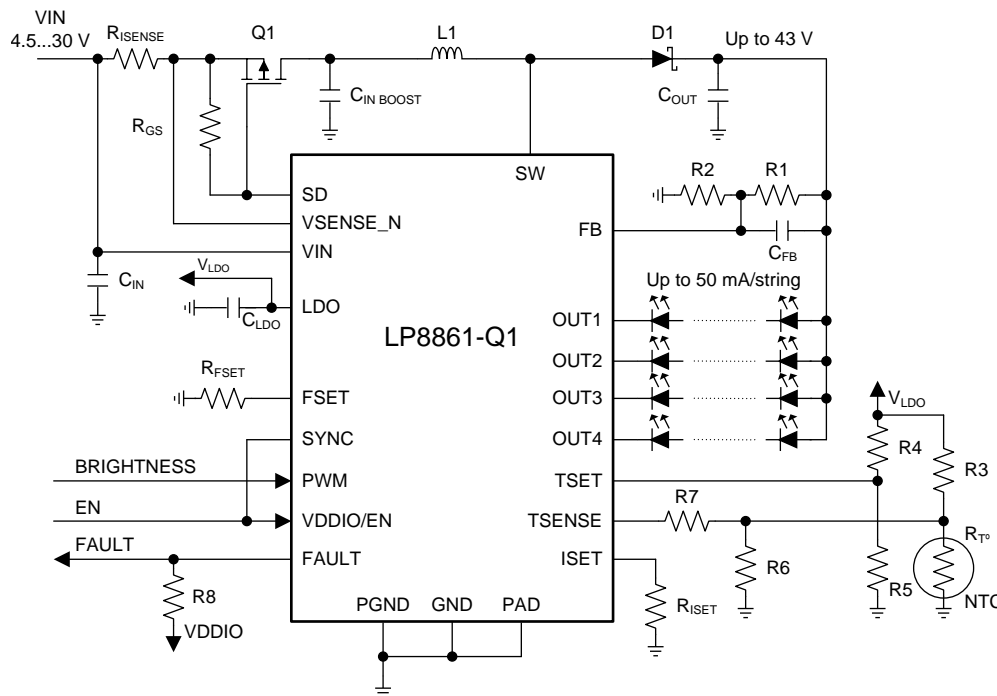 VIN
4.5...30 V
RISENSE
Q1
L1
D1
Up to 43 V
CIN BOOST
COUT
RGS
SW
R2
R1
SD
VSENSE_N
FB
VIN
CFB
CIN
VLDO
Up to 50 mA/string
LDO
CLDO
OUT1
LP8861-Q1
OUT2
RFSET
FSET
OUT3
VLDO
SYNC
OUT4
R4
R3
BRIGHTNESS
PWM
TSET
EN
VDDIO/EN
TSENSE
R7
RT°
FAULT
FAULT
ISET
R6
R5
R8
PGND
GND
PAD
RISET
NTC
VDDIO